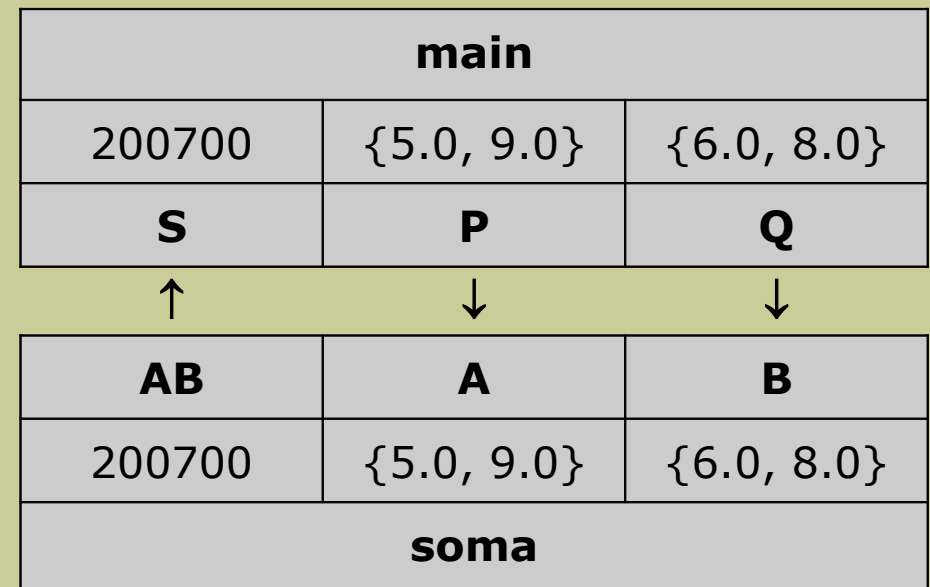 main
200700 {5.0, 9.0} {6.0, 8.0}
S P Q
↑ ↓ ↓
AB A B
200700 {5.0, 9.0} {6.0, 8.0}
soma